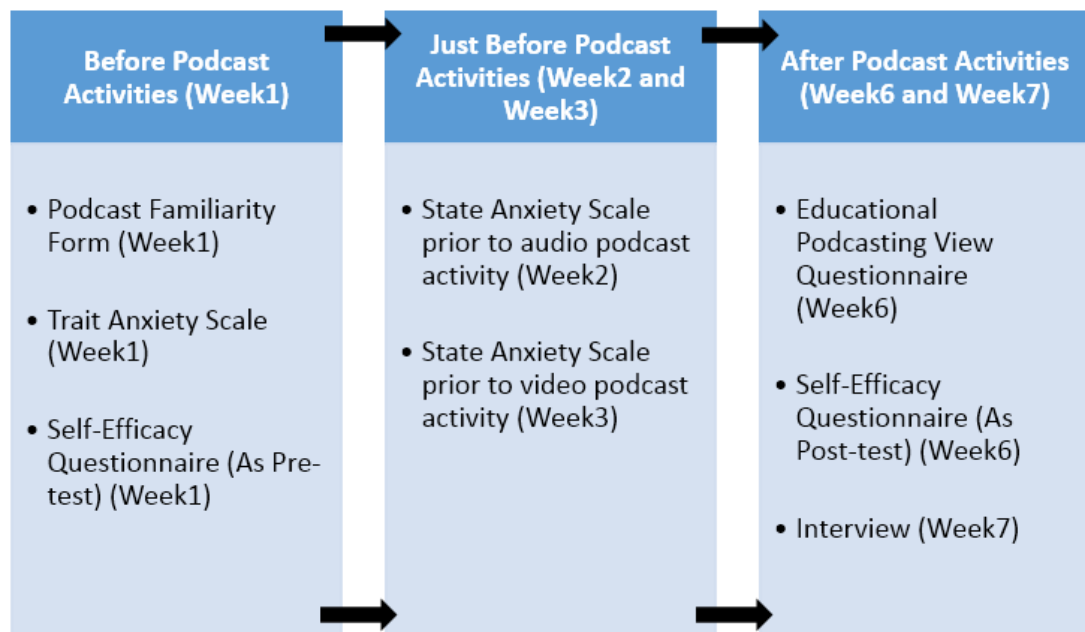 Before Podcast
Activities (Week1)
• Podcast Familiarity
Form (Week1)
• Trait Anxiety Scale
(Week1)
• Self-Efficacy
Questionnaire (As Pre-
test) (Week1)
Just Before Podcast
Activities (Week2 and
Week3)
• State Anxiety Scale
prior to audio podcast
activity (Week2)
• State Anxiety Scale
prior to video podcast
activity (Week3)
After Podcast Activities
(Week6 and Week7)
• Educational
Podcasting View
Questionnaire
(Week6)
• Self-Efficacy
Questionnaire (As
Post-test) (Week6)
• Interview (Week7)